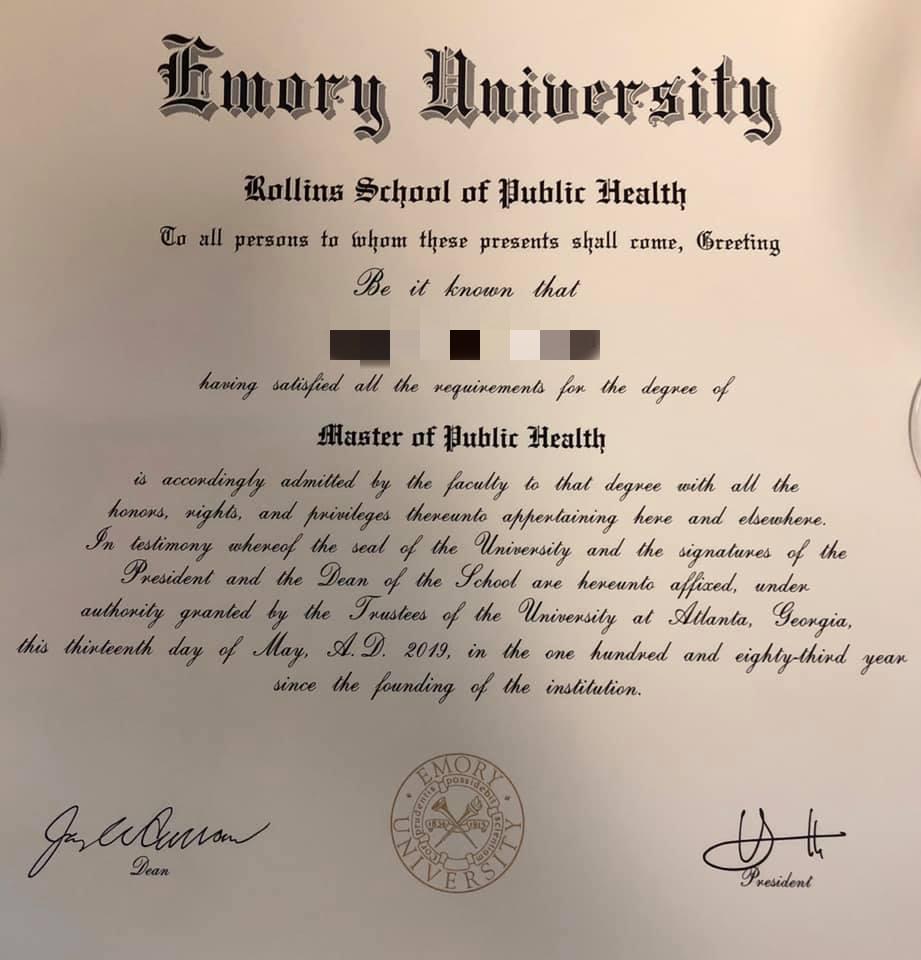 Emory University
Rollins School of Public Health
To all persons to whom these presents shall come, Greeting
Be it known that
having satisfied all the requirements for the degree of
Master of Public Health
is accordingly admitted by the faculty to that degree with all the
honors, rights, and privileges thereunto appertaining here and elsewhere.
In testimony whereof the seal of the University and the signatures of the
President and the Dean of the School are hereunto affixed, under
authority granted by the Trustees of the University at Atlanta, Georgia,
this thirteenth day of May, A.D. 2019, in the one hundred and eighty-third year
since the founding of the institution.
EMORY
UNIVERSITY
Cor prudentis possidebit scientiam
1836 1915
Dean
President